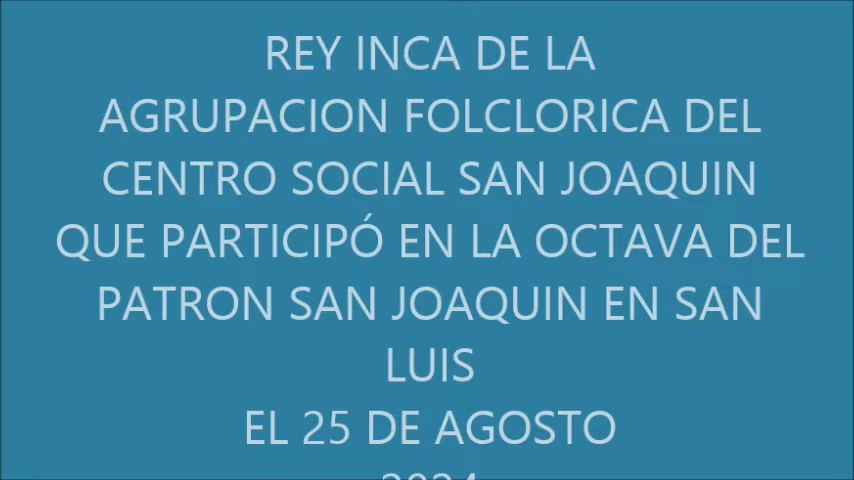 REY INCA DE LA
AGRUPACION FOLCLORICA DEL
CENTRO SOCIAL SAN JOAQUIN
QUE PARTICIPÓ EN LA OCTAVA DEL
PATRON SAN JOAQUIN EN SAN
LUIS
EL 25 DE AGOSTO
2024